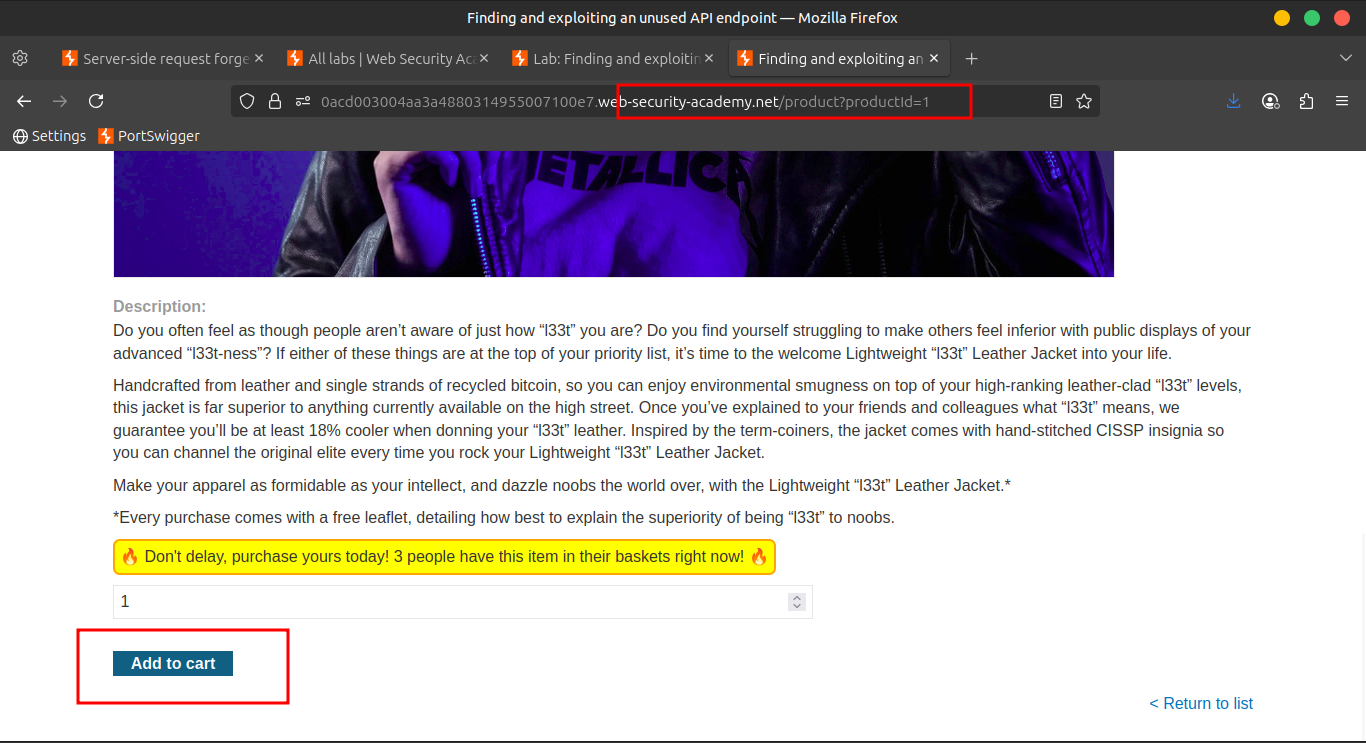 Finding and exploiting an unused API endpoint — Mozilla Firefox
Server-side request forge
All labs | Web Security Aca
Lab: Finding and exploitin
Finding and exploiting an
0acd003004aa3a4880314955007100e7.web-security-academy.net/product?productId=1
Settings
PortSwigger
METALLICA
Description:
Do you often feel as though people aren’t aware of just how “l33t” you are? Do you find yourself struggling to make others feel inferior with public displays of your
advanced “l33t-ness”? If either of these things are at the top of your priority list, it’s time to the welcome Lightweight “l33t” Leather Jacket into your life.
Handcrafted from leather and single strands of recycled bitcoin, so you can enjoy environmental smugness on top of your high-ranking leather-clad “l33t” levels,
this jacket is far superior to anything currently available on the high street. Once you’ve explained to your friends and colleagues what “l33t” means, we
guarantee you’ll be at least 18% cooler when donning your “l33t” leather. Inspired by the term-coiners, the jacket comes with hand-stitched CISSP insignia so
you can channel the original elite every time you rock your Lightweight “l33t” Leather Jacket.
Make your apparel as formidable as your intellect, and dazzle noobs the world over, with the Lightweight “l33t” Leather Jacket.*
*Every purchase comes with a free leaflet, detailing how best to explain the superiority of being “l33t” to noobs.
🔥 Don't delay, purchase yours today! 3 people have this item in their baskets right now! 🔥
1
Add to cart
< Return to list